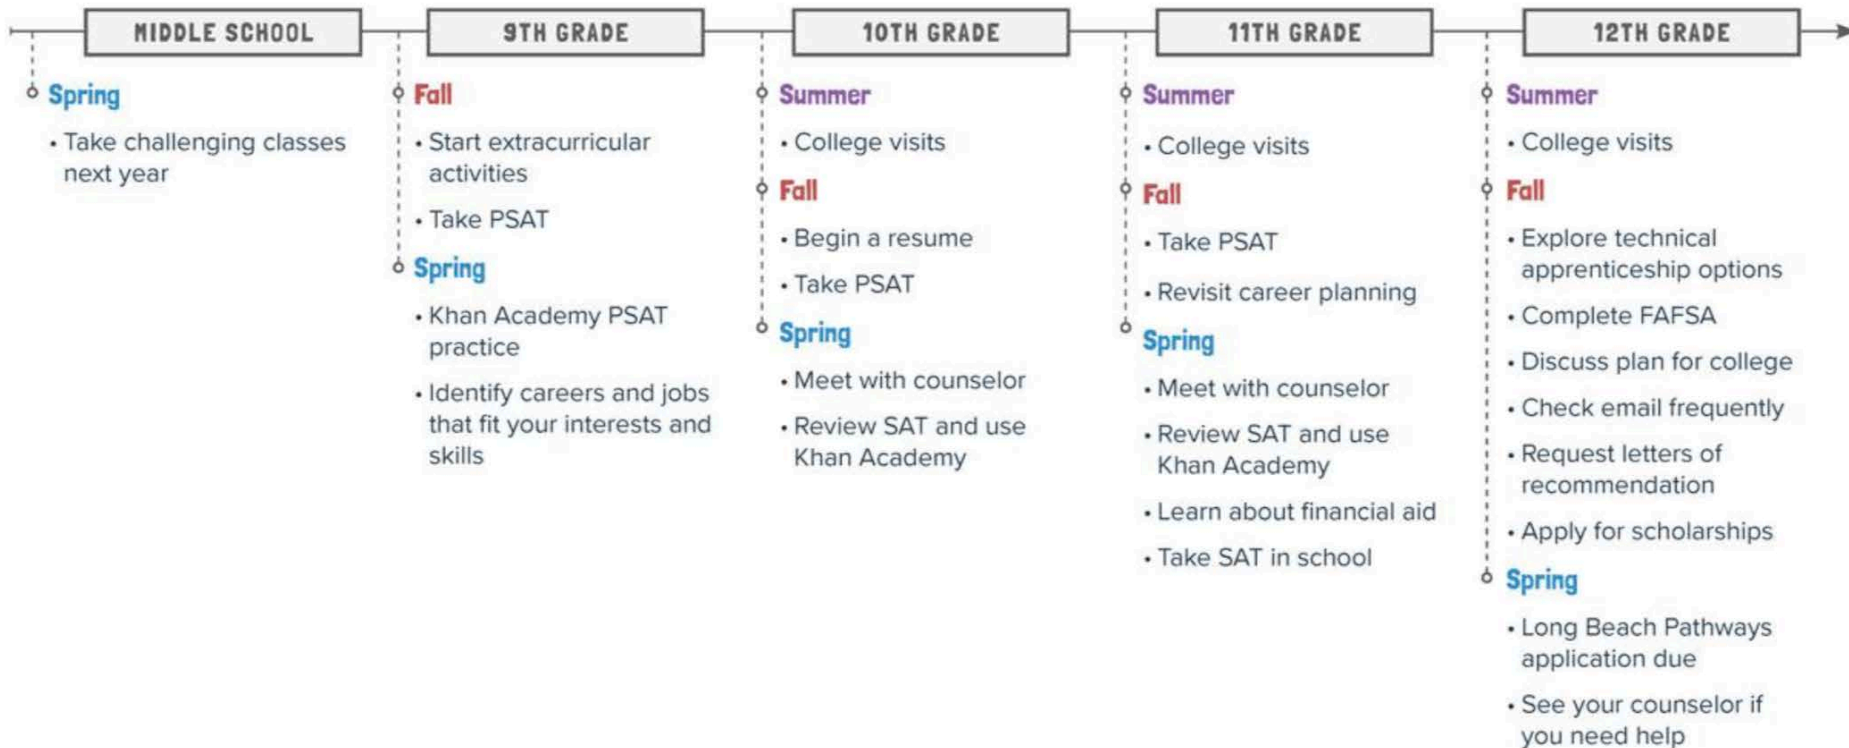 MIDDLE SCHOOL
Spring
• Take challenging classes
next year
9TH GRADE
Fall
• Start extracurricular
activities
• Take PSAT
Spring
• Khan Academy PSAT
practice
• Identify careers and jobs
that fit your interests and
skills
10TH GRADE
Summer
• College visits
Fall
• Begin a resume
• Take PSAT
Spring
• Meet with counselor
• Review SAT and use
Khan Academy
11TH GRADE
Summer
• College visits
Fall
• Take PSAT
• Revisit career planning
Spring
• Meet with counselor
• Review SAT and use
Khan Academy
• Learn about financial aid
• Take SAT in school
12TH GRADE
Summer
• College visits
Fall
• Explore technical
apprenticeship options
• Complete FAFSA
• Discuss plan for college
• Check email frequently
• Request letters of
recommendation
• Apply for scholarships
Spring
• Long Beach Pathways
application due
• See your counselor if
you need help